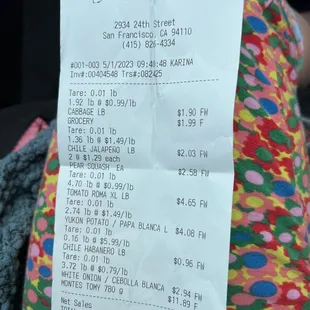 2934 24th Street
San Francisco, CA 94110
(415) 826-4334
#001-003 5/1/2023 09:48:48 KARINA
Inv#:00404548 Trs#:082425
Tare: 0.01 lb
1.92 lb @ $0.99/lb
CABBAGE LB $1.90 FW
GROCERY $1.99 F
Tare: 0.01 lb
1.36 lb @ $1.49/lb
CHILE JALAPEÑO LB $2.03 FW
2 @ $1.29 each
PEAR SQUASH EA $2.58 FW
Tare: 0.01 lb
4.70 lb @ $0.99/lb
TOMATO ROMA XL LB $4.65 FW
Tare: 0.01 lb
2.74 lb @ $1.49/lb
YUKON POTATO / PAPA BLANCA L $4.08 FW
Tare: 0.01 lb
0.16 lb @ $5.99/lb
CHILE HABANERO LB $0.96 FW
Tare: 0.01 lb
3.72 lb @ $0.79/lb
WHITE ONION / CEBOLLA BLANCA $2.94 FW
MONTES TOMY 780 g $11.89 F
Net Sales